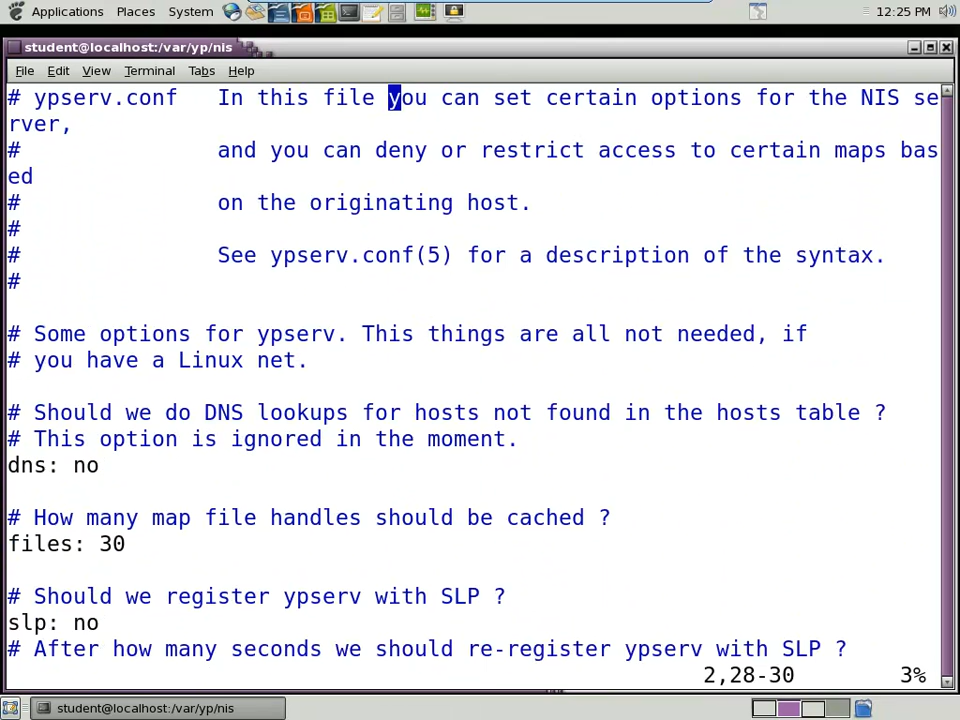 Applications Places System 12:25 PM
student@localhost:/var/yp/nis
File Edit View Terminal Tabs Help
# ypserv.conf In this file you can set certain options for the NIS se
rver,
# and you can deny or restrict access to certain maps bas
ed
# on the originating host.
#
# See ypserv.conf(5) for a description of the syntax.
#
# Some options for ypserv. This things are all not needed, if
# you have a Linux net.
# Should we do DNS lookups for hosts not found in the hosts table ?
# This option is ignored in the moment.
dns: no
# How many map file handles should be cached ?
files: 30
# Should we register ypserv with SLP ?
slp: no
# After how many seconds we should re-register ypserv with SLP ?
2,28-30 3%
student@localhost:/var/yp/nis